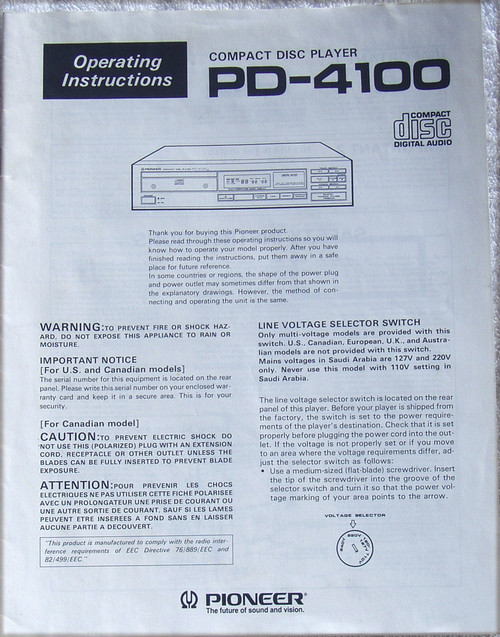 Operating
Instructions
COMPACT DISC PLAYER
PD-4100
COMPACT
disc
DIGITAL AUDIO
PIONEER
Thank you for buying this Pioneer product.
Please read through these operating instructions so you will
know how to operate your model properly. After you have
finished reading the instructions, put them away in a safe
place for future reference.
In some countries or regions, the shape of the power plug
and power outlet may sometimes differ from that shown in
the explanatory drawings. However, the method of con-
necting and operating the unit is the same.
WARNING: TO PREVENT FIRE OR SHOCK HAZ-
ARD, DO NOT EXPOSE THIS APPLIANCE TO RAIN OR
MOISTURE.
IMPORTANT NOTICE
[For U.S. and Canadian models]
The serial number for this equipment is located on the rear
panel. Please write this serial number on your enclosed war-
ranty card and keep it in a secure area. This is for your
security.
[For Canadian model]
CAUTION: TO PREVENT ELECTRIC SHOCK DO
NOT USE THIS (POLARIZED) PLUG WITH AN EXTENSION
CORD, RECEPTACLE OR OTHER OUTLET UNLESS THE
BLADES CAN BE FULLY INSERTED TO PREVENT BLADE
EXPOSURE.
ATTENTION: POUR PREVENIR LES CHOCS
ELECTRIQUES NE PAS UTILISER CETTE FICHE POLARISEE
AVEC UN PROLONGATEUR UNE PRISE DE COURANT OU
UNE AUTRE SORTIE DE COURANT, SAUF SI LES LAMES
PEUVENT ETRE INSEREES A FOND SANS EN LAISSER
AUCUNE PARTIE A DECOUVERT.
"This product is manufactured to comply with the radio inter-
ference requirements of EEC Directive 76/889/EEC and
82/499/EEC."
LINE VOLTAGE SELECTOR SWITCH
Only multi-voltage models are provided with this
switch. U.S., Canadian, European, U.K., and Austra-
lian models are not provided with this switch.
Mains voltages in Saudi Arabia are 127V and 220V
only. Never use this model with 110V setting in
Saudi Arabia.
The line voltage selector switch is located on the rear
panel of this player. Before your player is shipped from
the factory, the switch is set to the power require-
ments of the player's destination. Check that it is set
properly before plugging the power cord into the out-
let. If the voltage is not properly set or if you move
to an area where the voltage requirements differ, ad-
just the selector switch as follows:
• Use a medium-sized (flat-blade) screwdriver. Insert
the tip of the screwdriver into the groove of the
selector switch and turn it so that the power vol-
tage marking of your area points to the arrow.
VOLTAGE SELECTOR
PIONEER®
The future of sound and vision.